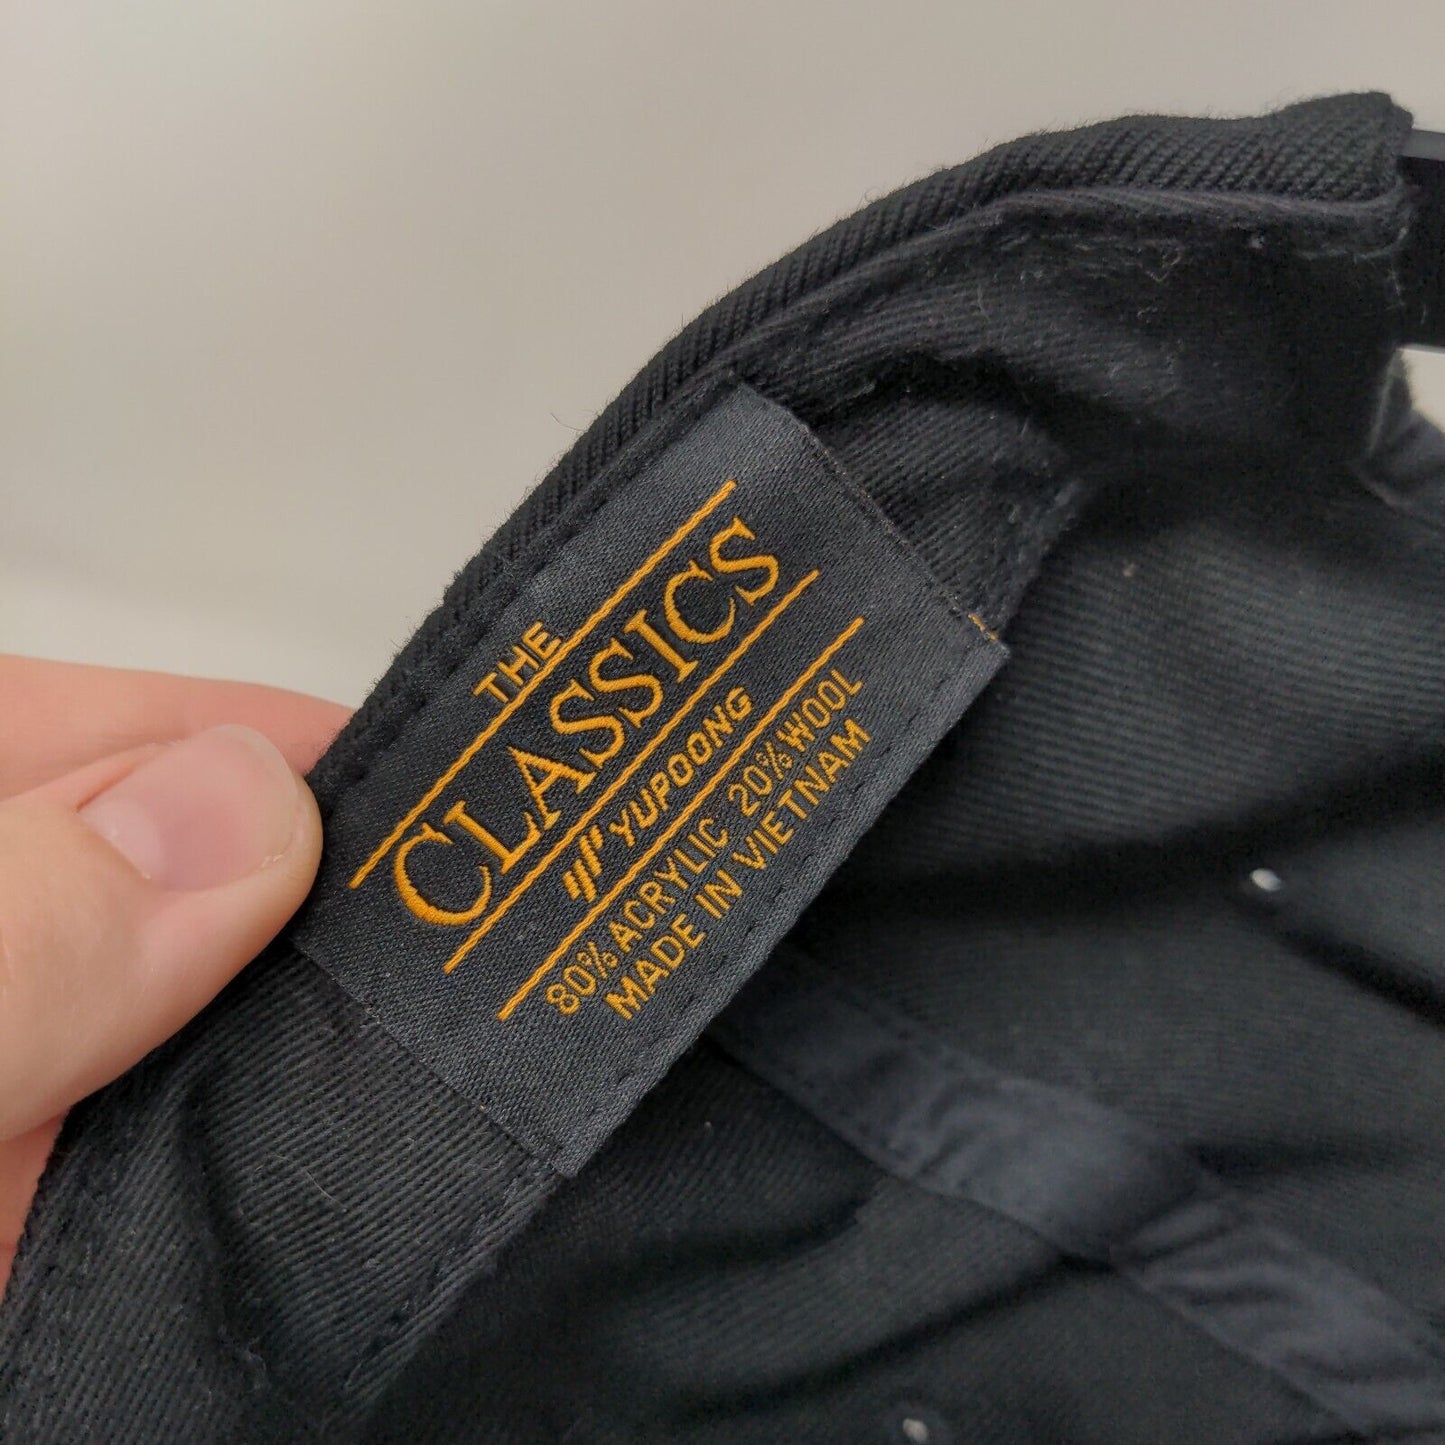 THE
CLASSICS
YUPOONG
80% ACRYLIC 20% WOOL
MADE IN VIETNAM